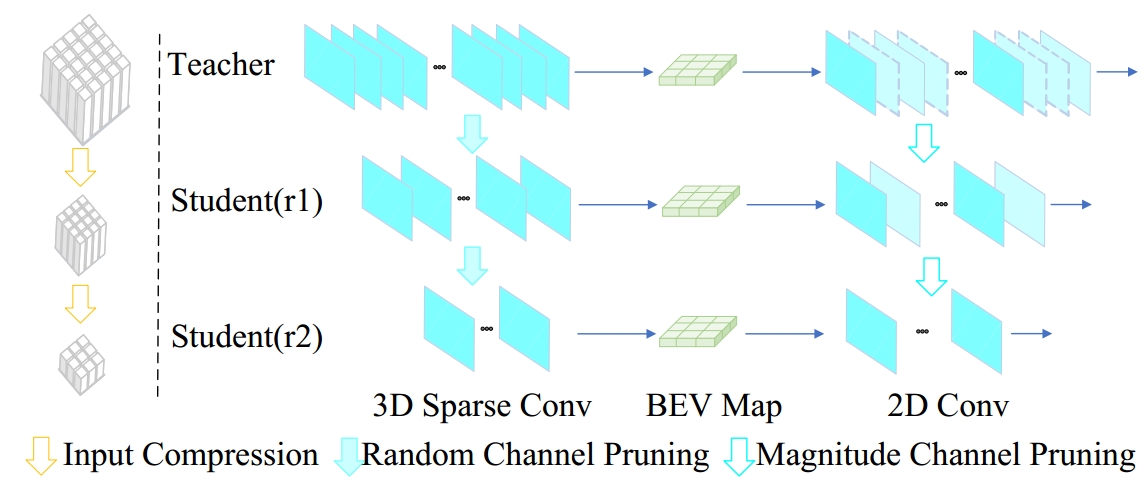 Teacher
Student(r1)
Student(r2)
3D Sparse Conv BEV Map 2D Conv
Input Compression Random Channel Pruning Magnitude Channel Pruning